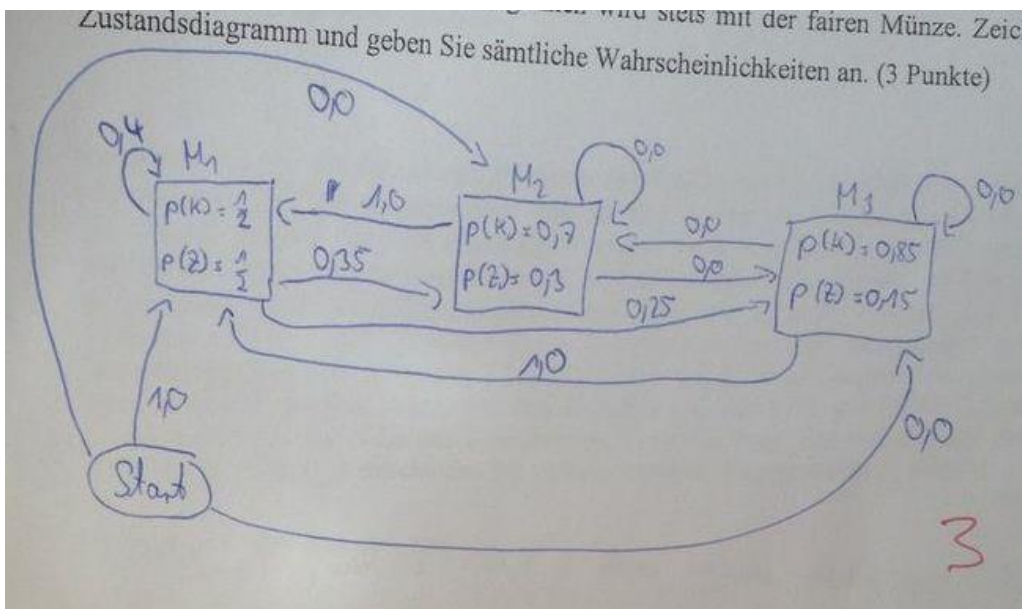 wird stets mit der fairen Münze. Zeic
Zustandsdiagramm und geben Sie sämtliche Wahrscheinlichkeiten an. (3 Punkte)
0,0
0,4
M1
p(K) = 1/2
p(Z) = 1/2
1,0
0,35
M2
p(K) = 0,7
p(Z) = 0,3
0,0
0,0
0,0
0,25
M3
p(K) = 0,85
p(Z) = 0,15
0,0
1,0
1,0
0,0
Start
3